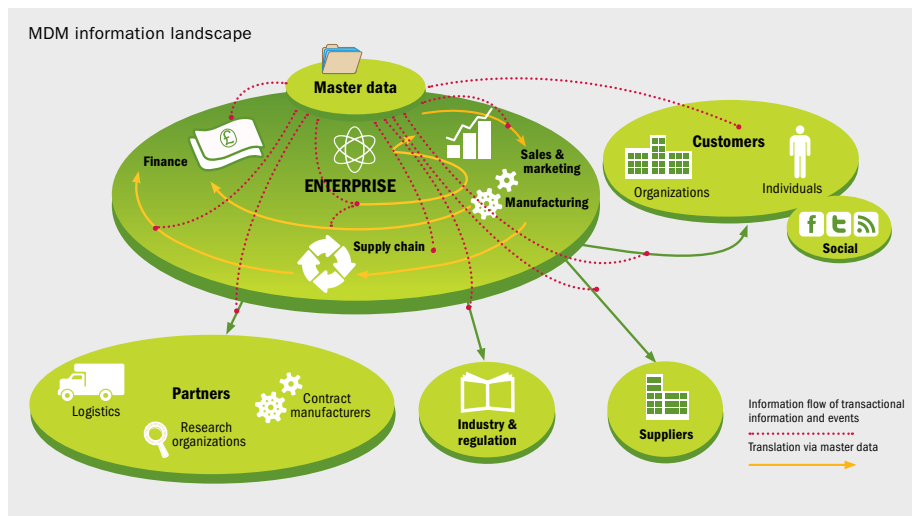 MDM information landscape
Master data
£
Finance
ENTERPRISE
Sales &
marketing
Manufacturing
Supply chain
Customers
Organizations
Individuals
f t
Social
Partners
Logistics
Research
organizations
Contract
manufacturers
Industry &
regulation
Suppliers
Information flow of transactional
information and events
Translation via master data